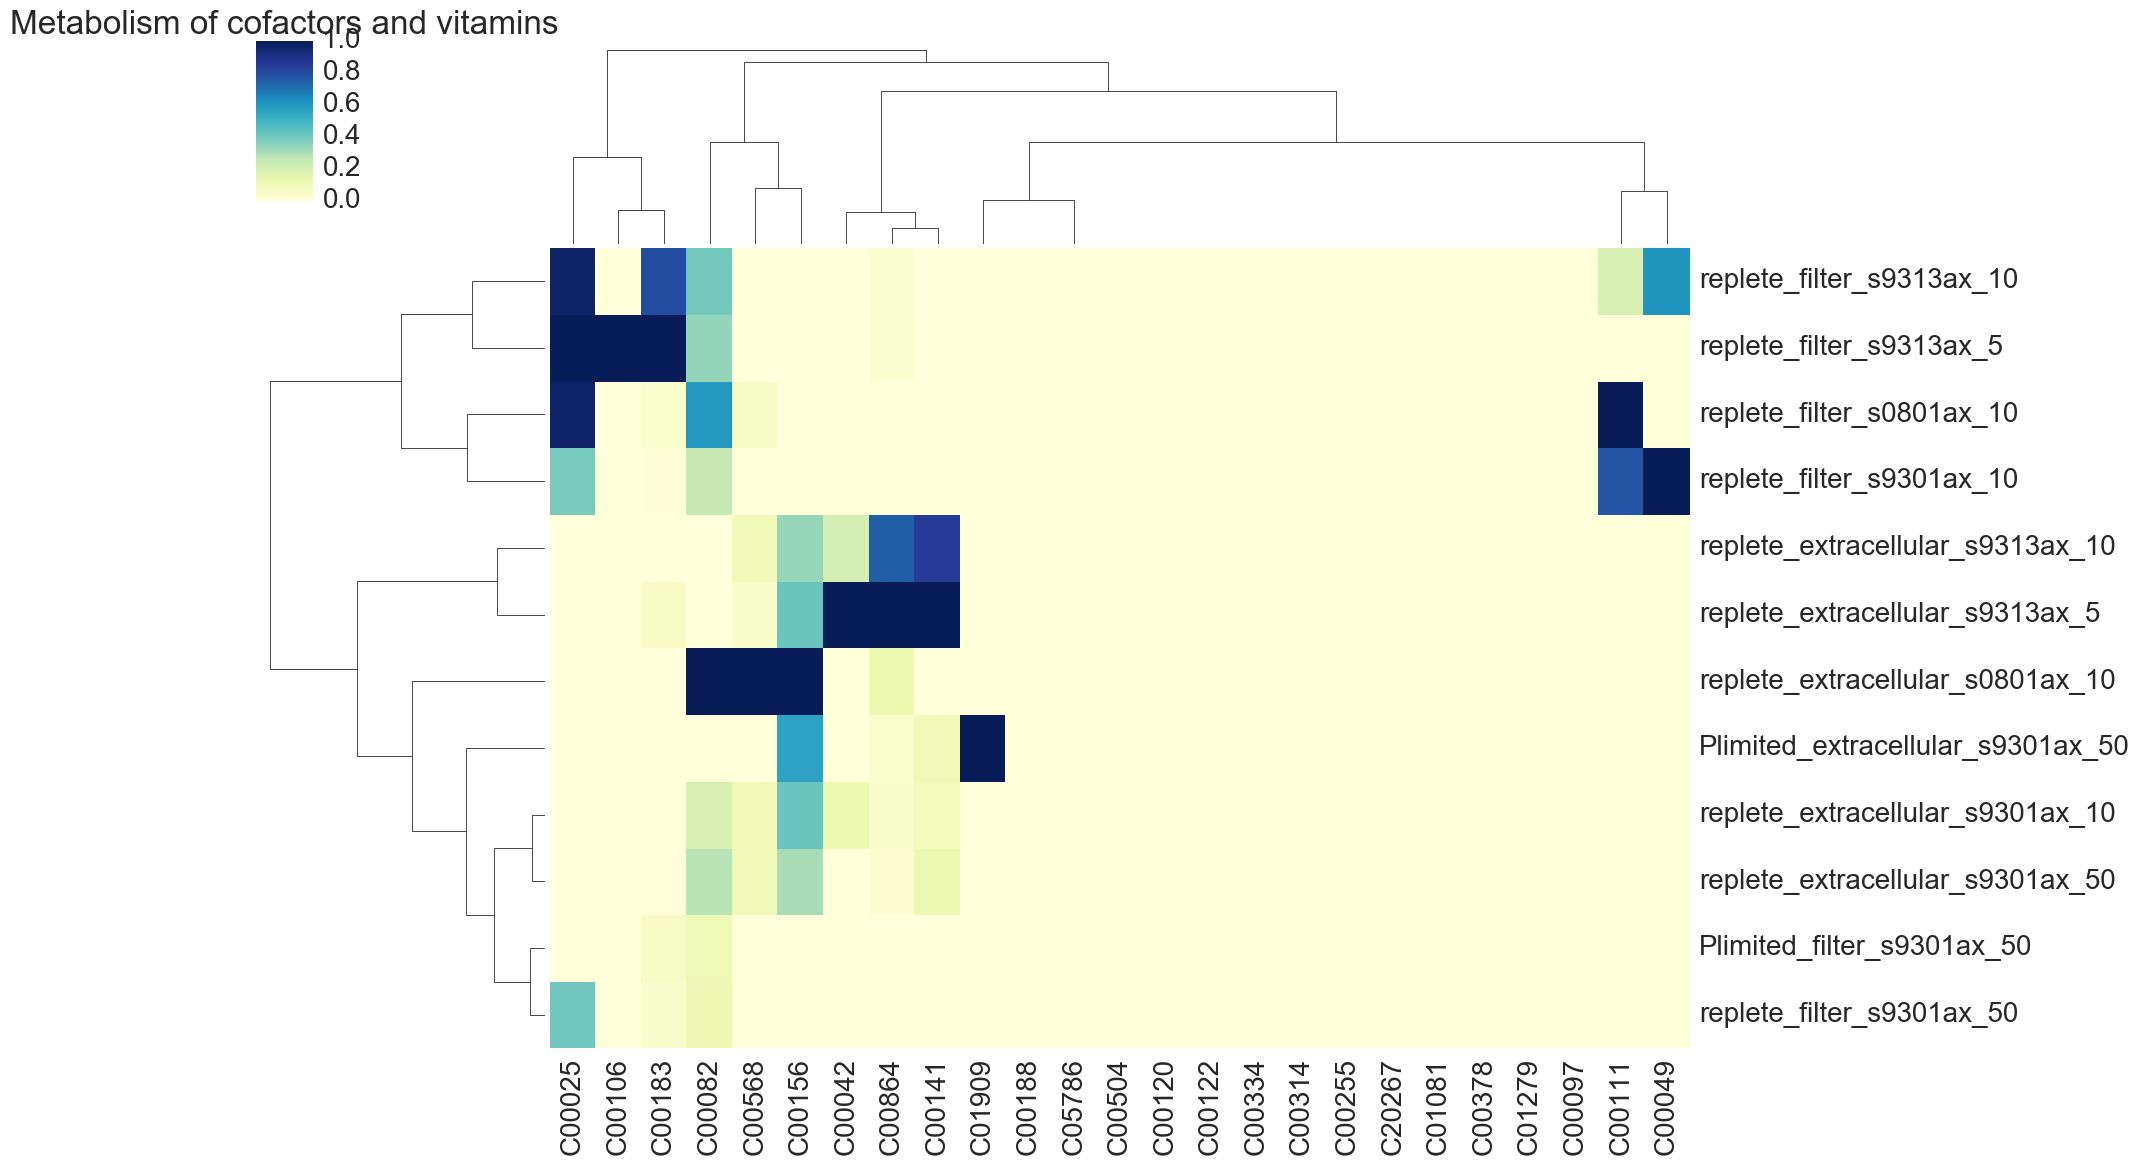 Metabolism of cofactors and vitamins
1.0
0.8
0.6
0.4
0.2
0.0
replete_filter_s9313ax_10
replete_filter_s9313ax_5
replete_filter_s0801ax_10
replete_filter_s9301ax_10
replete_extracellular_s9313ax_10
replete_extracellular_s9313ax_5
replete_extracellular_s0801ax_10
Plimited_extracellular_s9301ax_50
replete_extracellular_s9301ax_10
replete_extracellular_s9301ax_50
Plimited_filter_s9301ax_50
replete_filter_s9301ax_50
C00025
C00106
C00183
C00082
C00568
C00156
C00042
C00864
C00141
C01909
C00188
C05786
C00504
C00120
C00122
C00334
C00314
C00255
C20267
C01081
C00378
C01279
C00097
C00111
C00049